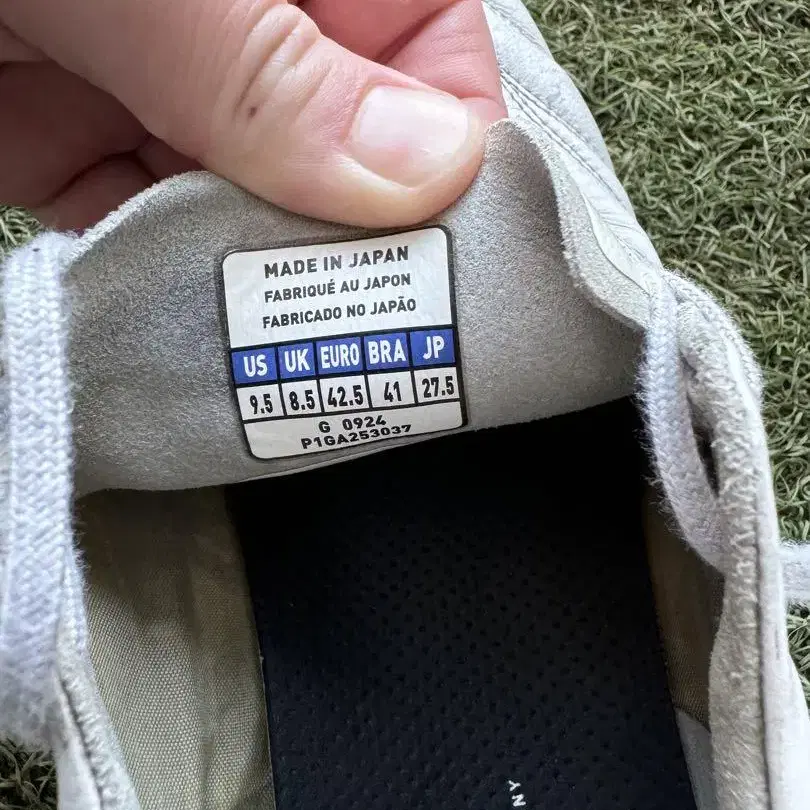 MADE IN JAPAN
FABRIQUÉ AU JAPON
FABRICADO NO JAPÃO
US UK EURO BRA JP
9.5 8.5 42.5 41 27.5
G 0924
P1GA253037
NY